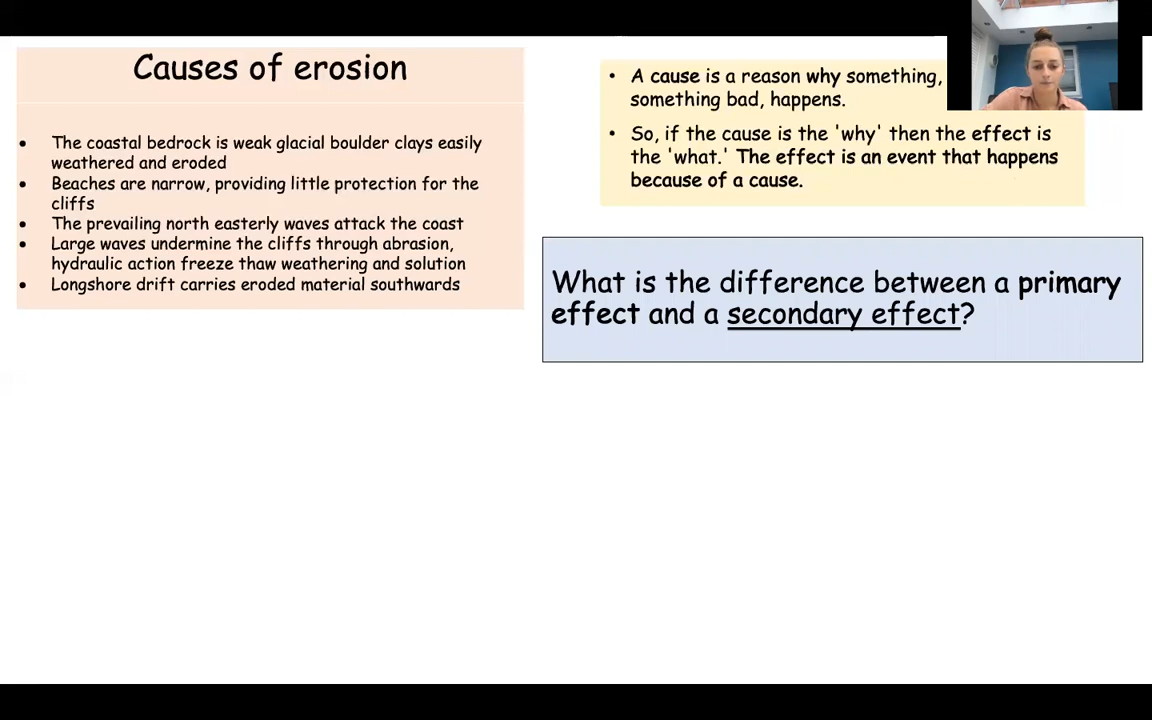 Causes of erosion
• The coastal bedrock is weak glacial boulder clays easily
weathered and eroded
• Beaches are narrow, providing little protection for the
cliffs
• The prevailing north easterly waves attack the coast
• Large waves undermine the cliffs through abrasion,
hydraulic action freeze thaw weathering and solution
• Longshore drift carries eroded material southwards
• A cause is a reason why something,
something bad, happens.
• So, if the cause is the 'why' then the effect is
the 'what.' The effect is an event that happens
because of a cause.
What is the difference between a primary
effect and a secondary effect?